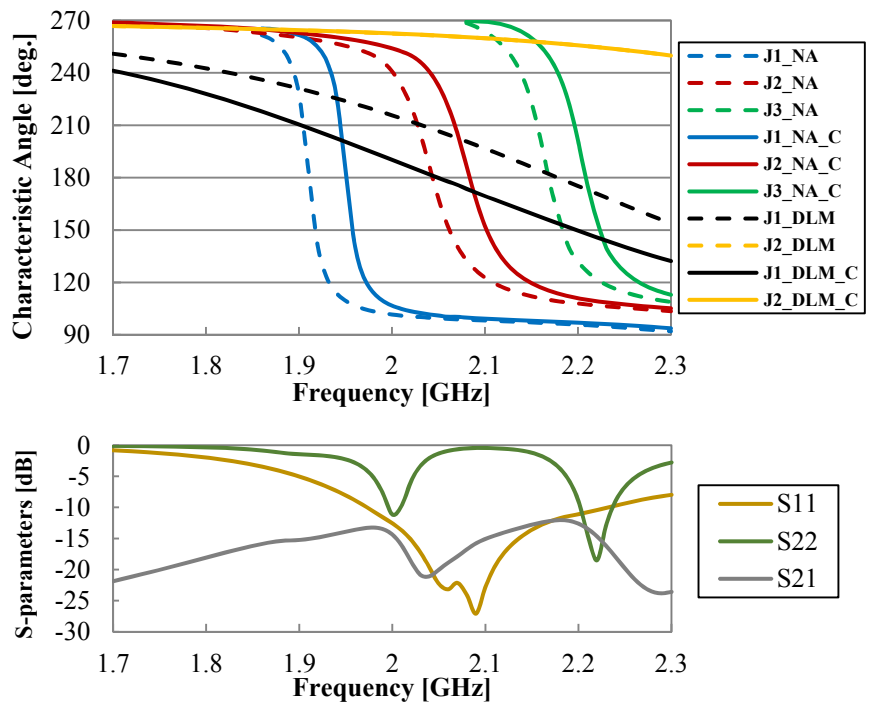 Characteristic Angle [deg.]
270
240
210
180
150
120
90
1.7 1.8 1.9 2 2.1 2.2 2.3
Frequency [GHz]
J1_NA
J2_NA
J3_NA
J1_NA_C
J2_NA_C
J3_NA_C
J1_DLM
J2_DLM
J1_DLM_C
J2_DLM_C
S-parameters [dB]
0
-5
-10
-15
-20
-25
-30
1.7 1.8 1.9 2 2.1 2.2 2.3
Frequency [GHz]
S11
S22
S21